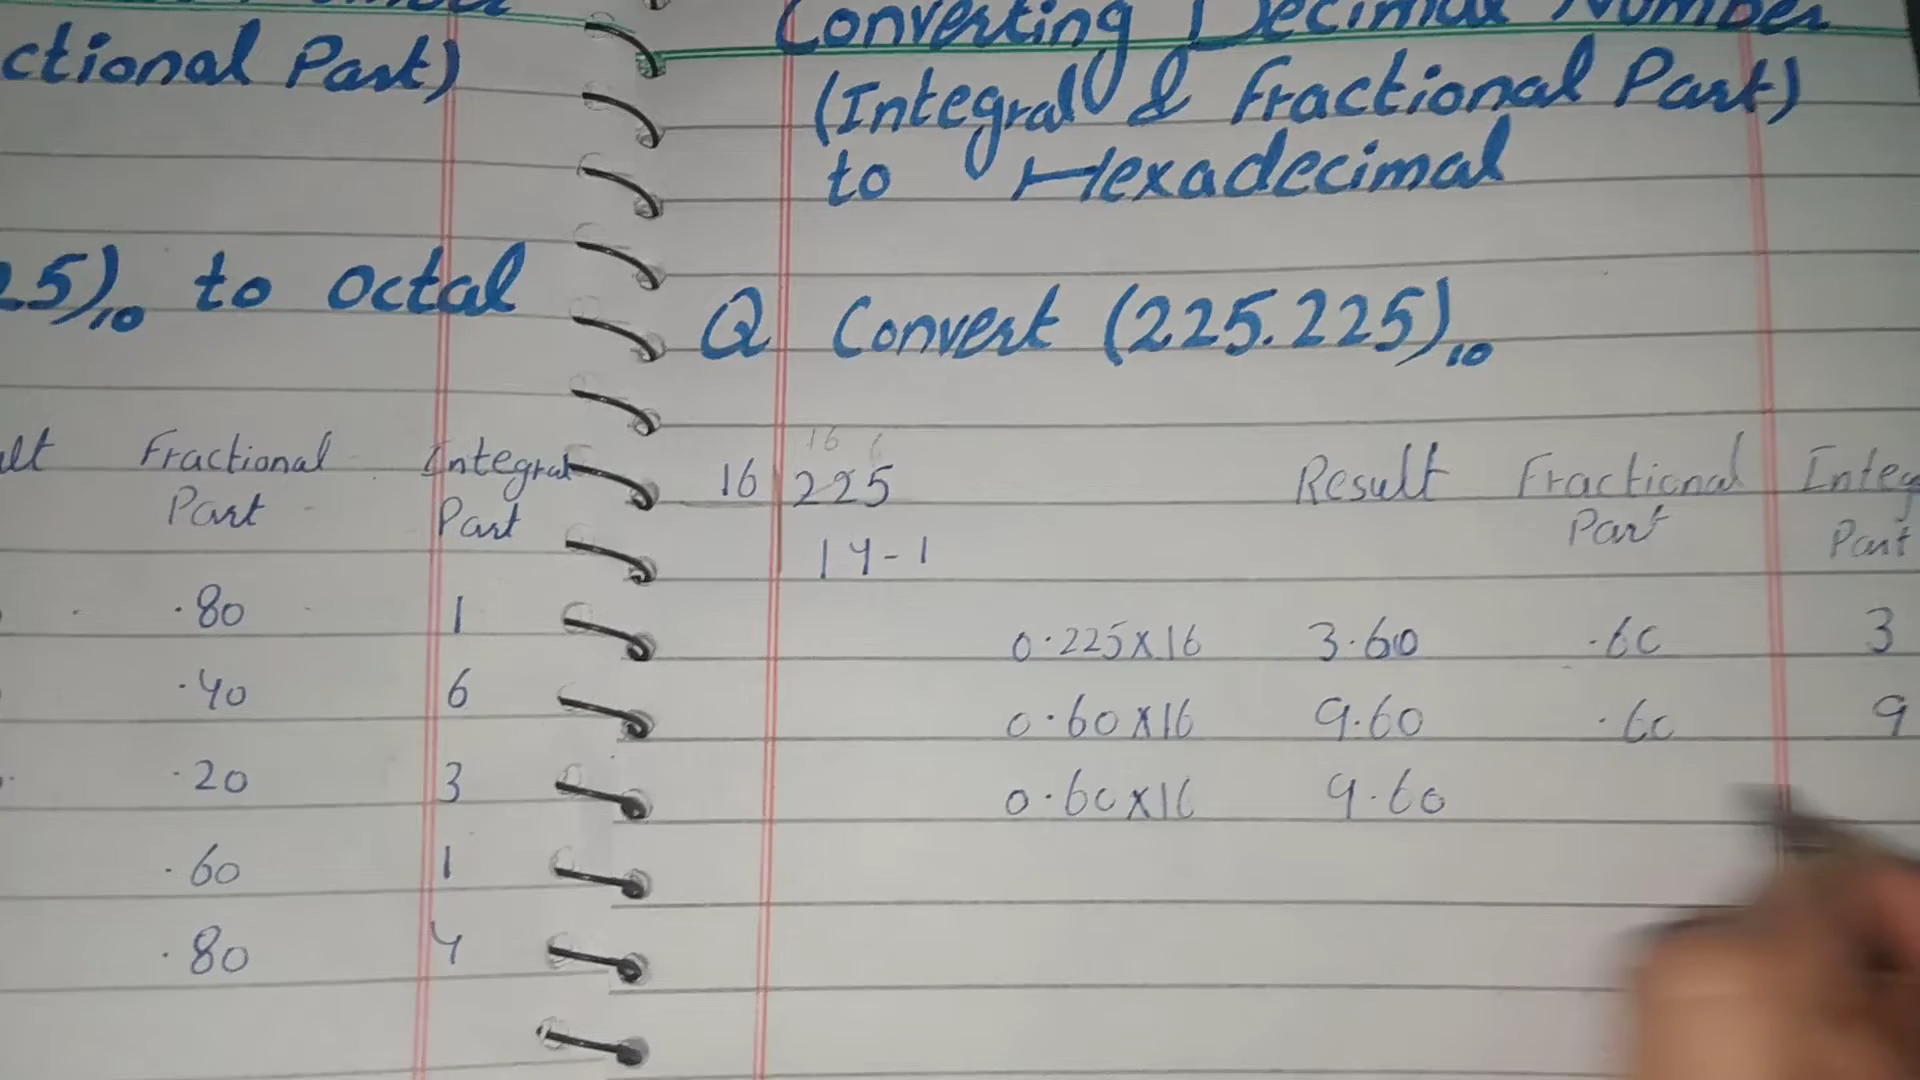 ctional Part)
25)10 to Octal
Fractional Integral
Part Part
.80 1
.40 6
.20 3
.60 1
.80 4
Converting Decimal Number
(Integral & Fractional Part)
to Hexadecimal
Q Convert (225.225)10
16 225
14-1
Result Fractional Integ
Part Part
0.225x16 3.60 .60 3
0.60x16 9.60 .60 9
0.60x16 9.60